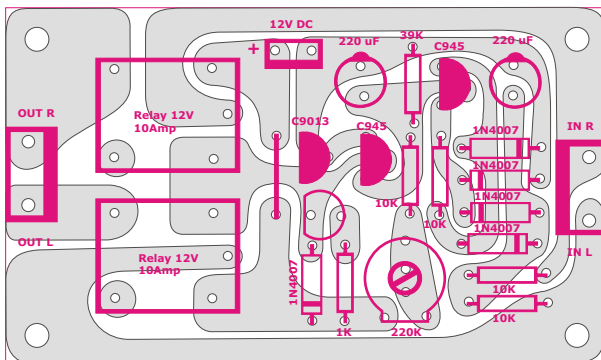 12V DC
+
220 uF
39K
C945
220 uF
OUT R
Relay 12V
10Amp
C9013
C945
1N4007
IN R
1N4007
10K
10K
1N4007
1N4007
OUT L
IN L
Relay 12V
10Amp
1N4007
1K
220K
10K
10K